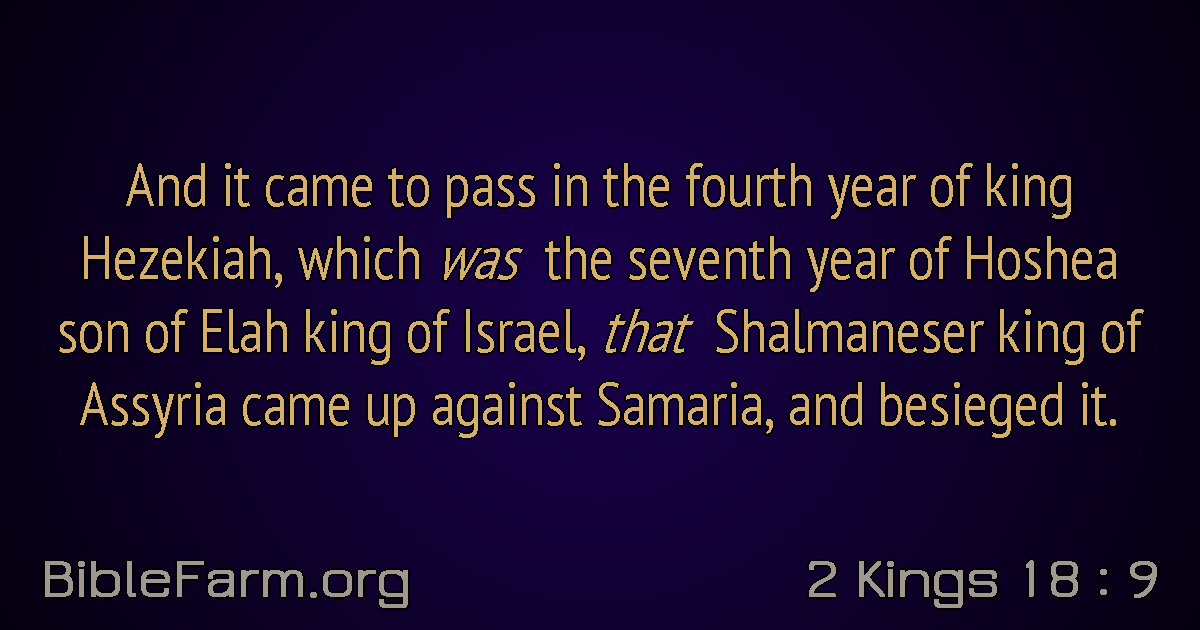 And it came to pass in the fourth year of king
Hezekiah, which was the seventh year of Hoshea
son of Elah king of Israel, that Shalmaneser king of
Assyria came up against Samaria, and besieged it.
BibleFarm.org
2 Kings 18 : 9